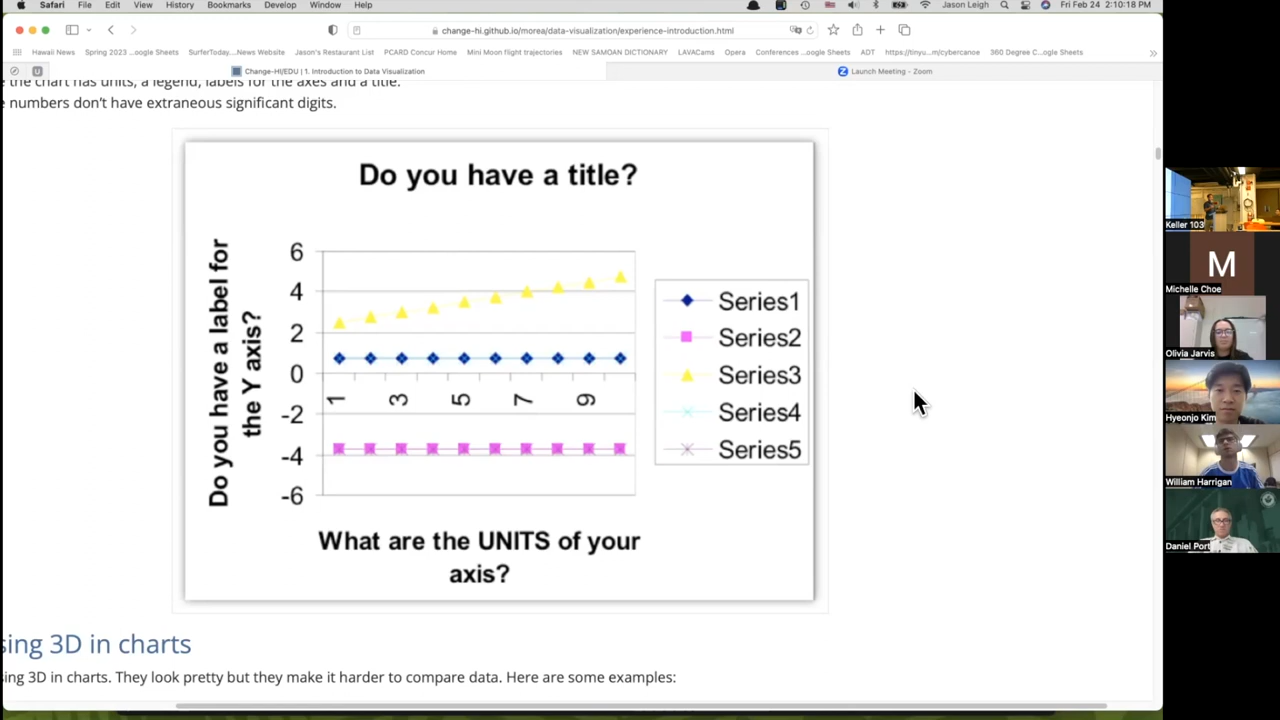 Safari File Edit View History Bookmarks Develop Window Help Jason Leigh Fri Feb 24 2:10:18 PM
change-hi.github.io/morea/data-visualization/experience-introduction.html
Hawaii News Spring 2023 ...oogle Sheets SurferToday....News Website Jason's Restaurant List PCARD Concur Home Mini Moon flight trajectories NEW SAMOAN DICTIONARY LAVACams Opera Conferences ...oogle Sheets ADT https://tinyu...m/cybercanoe 360 Degree C...ogle Sheets
Change-HI/EDU | 1. Introduction to Data Visualization Launch Meeting - Zoom
e the chart has units, a legend, labels for the axes and a title.
e numbers don't have extraneous significant digits.
Do you have a title?
Do you have a label for
the Y axis?
6
4
2
0
-2
-4
-6
1 3 5 7 9
Series1
Series2
Series3
Series4
Series5
What are the UNITS of your
axis?
sing 3D in charts
sing 3D in charts. They look pretty but they make it harder to compare data. Here are some examples:
Keller 103
M
Michelle Choe
Olivia Jarvis
Hyeonjo Kim
William Harrigan
Daniel Port